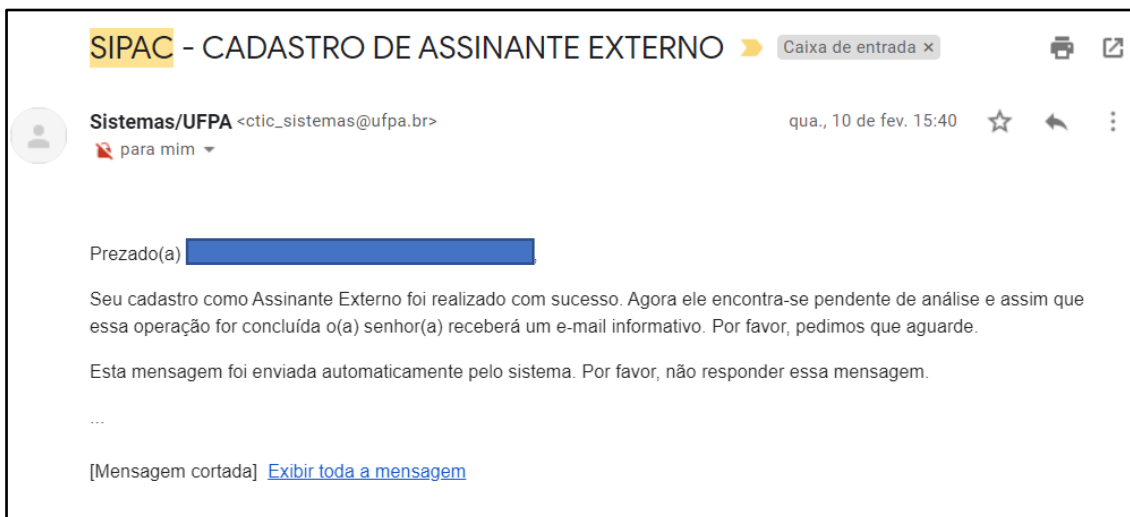 SIPAC - CADASTRO DE ASSINANTE EXTERNO Caixa de entrada ×
Sistemas/UFPA <ctic_sistemas@ufpa.br> qua., 10 de fev. 15:40
para mim
Prezado(a) ,
Seu cadastro como Assinante Externo foi realizado com sucesso. Agora ele encontra-se pendente de análise e assim que
essa operação for concluída o(a) senhor(a) receberá um e-mail informativo. Por favor, pedimos que aguarde.
Esta mensagem foi enviada automaticamente pelo sistema. Por favor, não responder essa mensagem.
...
[Mensagem cortada] Exibir toda a mensagem